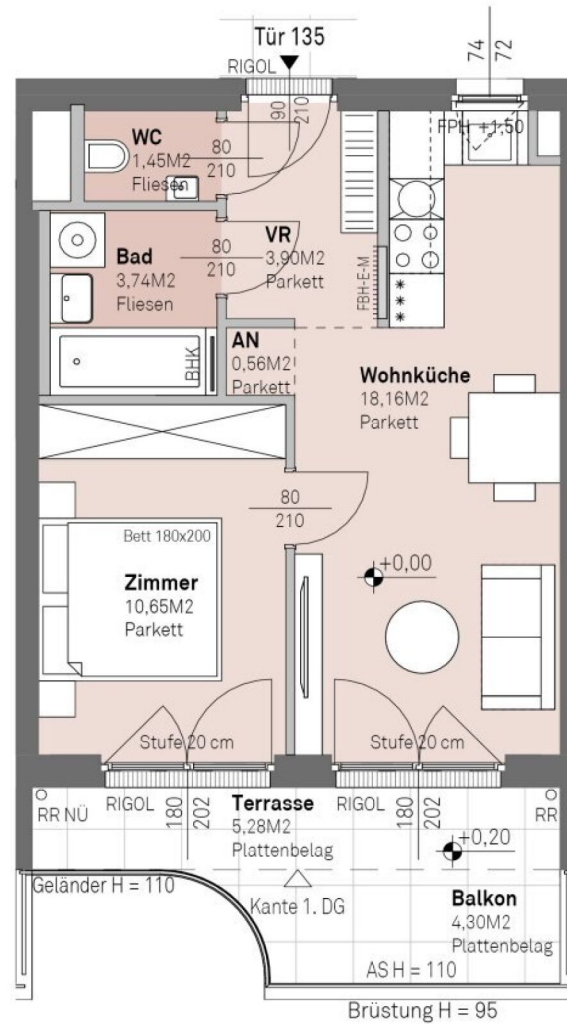 Tür 135
RIGOL
74
72
90
210
FPH +1,50
WC
1,45M2
Fliesen
80
210
VR
3,90M2
Parkett
80
210
Bad
3,74M2
Fliesen
FBH-E-M
BHK
AN
0,56M2
Parkett
Wohnküche
18,16M2
Parkett
80
210
Bett 180x200
Zimmer
10,65M2
Parkett
+0,00
Stufe 20 cm
Stufe 20 cm
RR NÜ
RIGOL
180
202
Terrasse
5,28M2
Plattenbelag
RIGOL
180
202
RR
+0,20
Geländer H = 110
Kante 1. DG
Balkon
4,30M2
Plattenbelag
AS H = 110
Brüstung H = 95